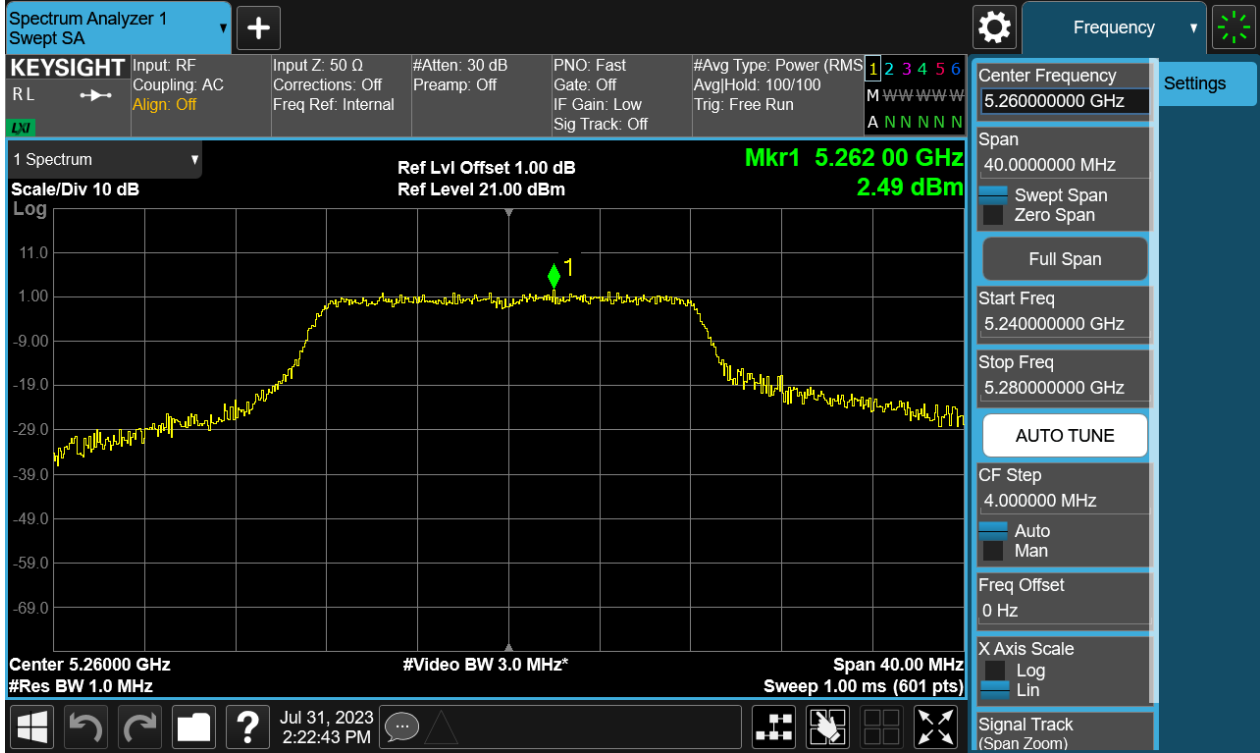 Spectrum Analyzer 1
Swept SA
+
Frequency
KEYSIGHT
RL
LXI
Input: RF
Coupling: AC
Align: Off
Input Z: 50 Ω
Corrections: Off
Freq Ref: Internal
#Atten: 30 dB
Preamp: Off
PNO: Fast
Gate: Off
IF Gain: Low
Sig Track: Off
#Avg Type: Power (RMS
Avg|Hold: 100/100
Trig: Free Run
1 2 3 4 5 6
M W W W W W
A N N N N N
1 Spectrum
Scale/Div 10 dB
Log
Ref Lvl Offset 1.00 dB
Ref Level 21.00 dBm
Mkr1 5.262 00 GHz
2.49 dBm
11.0
1.00
-9.00
-19.0
-29.0
-39.0
-49.0
-59.0
-69.0
1
Center 5.26000 GHz
#Res BW 1.0 MHz
#Video BW 3.0 MHz*
Span 40.00 MHz
Sweep 1.00 ms (601 pts)
Center Frequency
5.260000000 GHz
Span
40.0000000 MHz
Swept Span
Zero Span
Full Span
Start Freq
5.240000000 GHz
Stop Freq
5.280000000 GHz
AUTO TUNE
CF Step
4.000000 MHz
Auto
Man
Freq Offset
0 Hz
X Axis Scale
Log
Lin
Signal Track
(Span Zoom)
Settings
?
Jul 31, 2023
2:22:43 PM